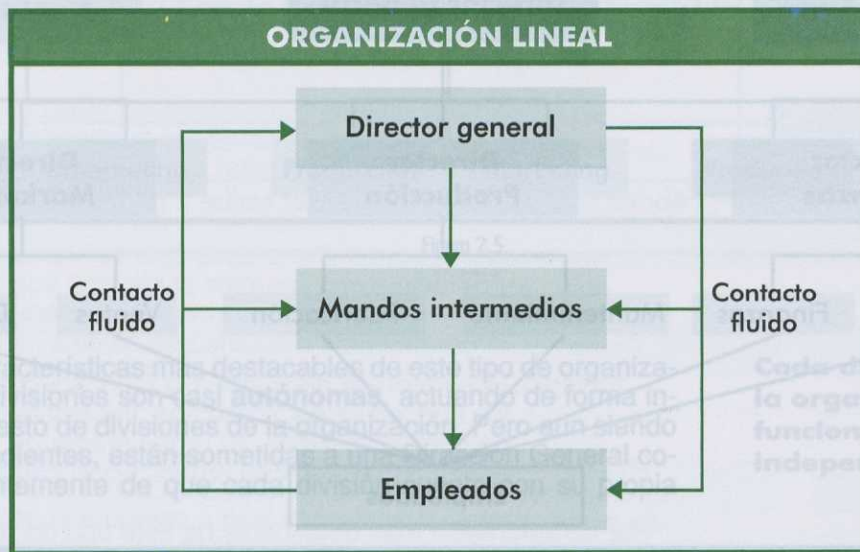 ORGANIZACIÓN LINEAL
Director general
Contacto
fluido
Mandos intermedios
Contacto
fluido
Empleados